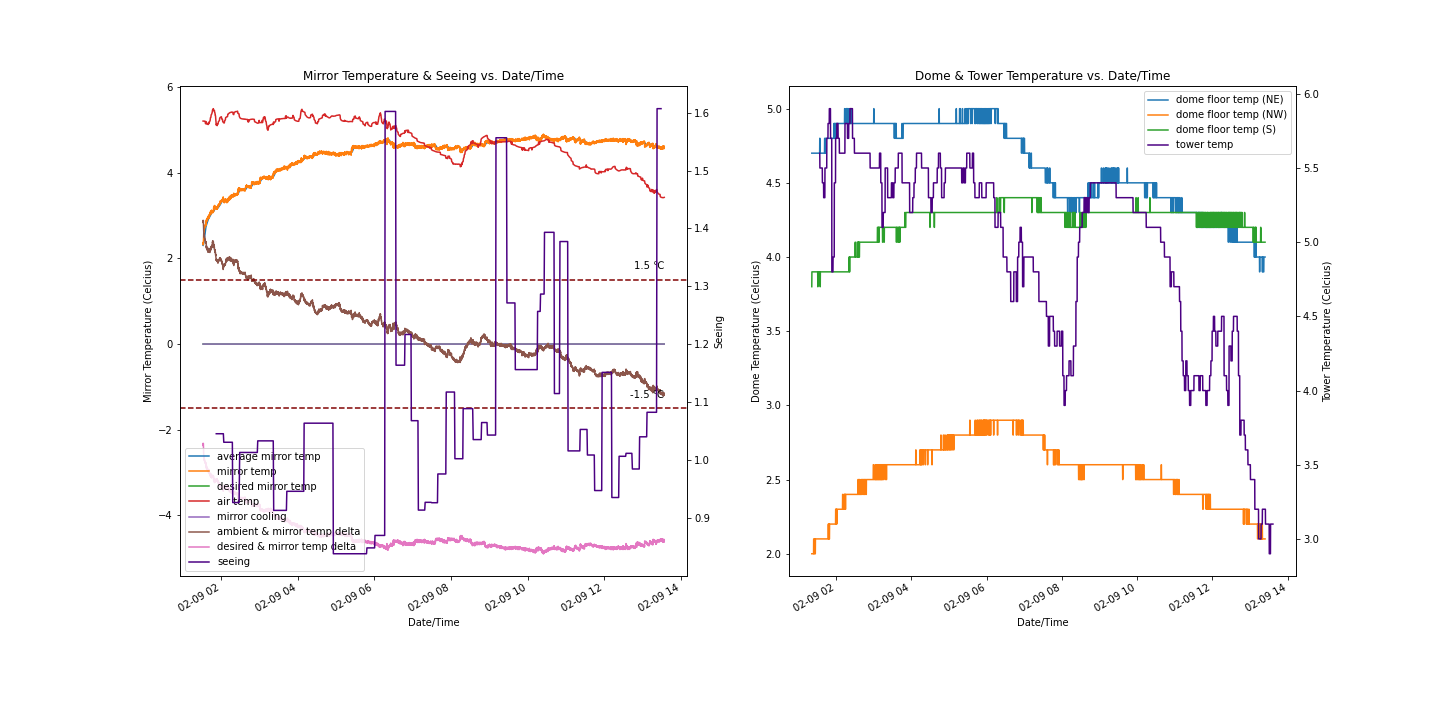 Mirror Temperature & Seeing vs. Date/Time
Mirror Temperature (Celcius)
6
4
2
0
−2
−4
1.6
1.5
1.4
1.3
1.2
1.1
1.0
0.9
Seeing
1.5 °C
-1.5 °C
average mirror temp
mirror temp
desired mirror temp
air temp
mirror cooling
ambient & mirror temp delta
desired & mirror temp delta
seeing
02-09 02
02-09 04
02-09 06
02-09 08
02-09 10
02-09 12
02-09 14
Date/Time
Dome & Tower Temperature vs. Date/Time
Dome Temperature (Celcius)
5.0
4.5
4.0
3.5
3.0
2.5
2.0
dome floor temp (NE)
dome floor temp (NW)
dome floor temp (S)
tower temp
6.0
5.5
5.0
4.5
4.0
3.5
3.0
Tower Temperature (Celcius)
02-09 02
02-09 04
02-09 06
02-09 08
02-09 10
02-09 12
02-09 14
Date/Time